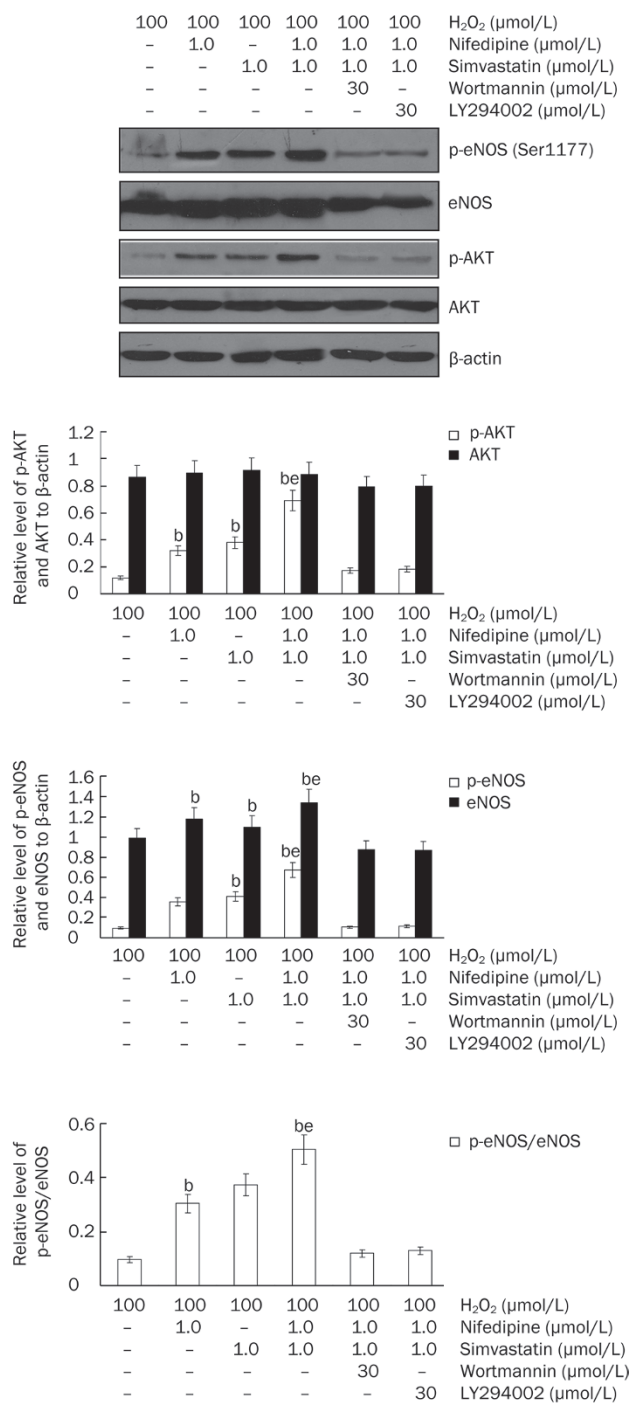 100 100 100 100 100 100 H₂O₂ (µmol/L)
– 1.0 – 1.0 1.0 1.0 Nifedipine (µmol/L)
– – 1.0 1.0 1.0 1.0 Simvastatin (µmol/L)
– – – – 30 – Wortmannin (µmol/L)
– – – – – 30 LY294002 (µmol/L)
p-eNOS (Ser1177)
eNOS
p-AKT
AKT
β-actin
Relative level of p-AKT
and AKT to β-actin
1.2
1
0.8
0.6
0.4
0.2
0
b b be
p-AKT
AKT
100 100 100 100 100 100 H₂O₂ (µmol/L)
– 1.0 – 1.0 1.0 1.0 Nifedipine (µmol/L)
– – 1.0 1.0 1.0 1.0 Simvastatin (µmol/L)
– – – – 30 – Wortmannin (µmol/L)
– – – – – 30 LY294002 (µmol/L)
Relative level of p-eNOS
and eNOS to β-actin
1.6
1.4
1.2
1
0.8
0.6
0.4
0.2
0
b b be
b be
p-eNOS
eNOS
100 100 100 100 100 100 H₂O₂ (µmol/L)
– 1.0 – 1.0 1.0 1.0 Nifedipine (µmol/L)
– – 1.0 1.0 1.0 1.0 Simvastatin (µmol/L)
– – – – 30 – Wortmannin (µmol/L)
– – – – – 30 LY294002 (µmol/L)
Relative level of
p-eNOS/eNOS
0.6
0.4
0.2
0
b be
p-eNOS/eNOS
100 100 100 100 100 100 H₂O₂ (µmol/L)
– 1.0 – 1.0 1.0 1.0 Nifedipine (µmol/L)
– – 1.0 1.0 1.0 1.0 Simvastatin (µmol/L)
– – – – 30 – Wortmannin (µmol/L)
– – – – – 30 LY294002 (µmol/L)